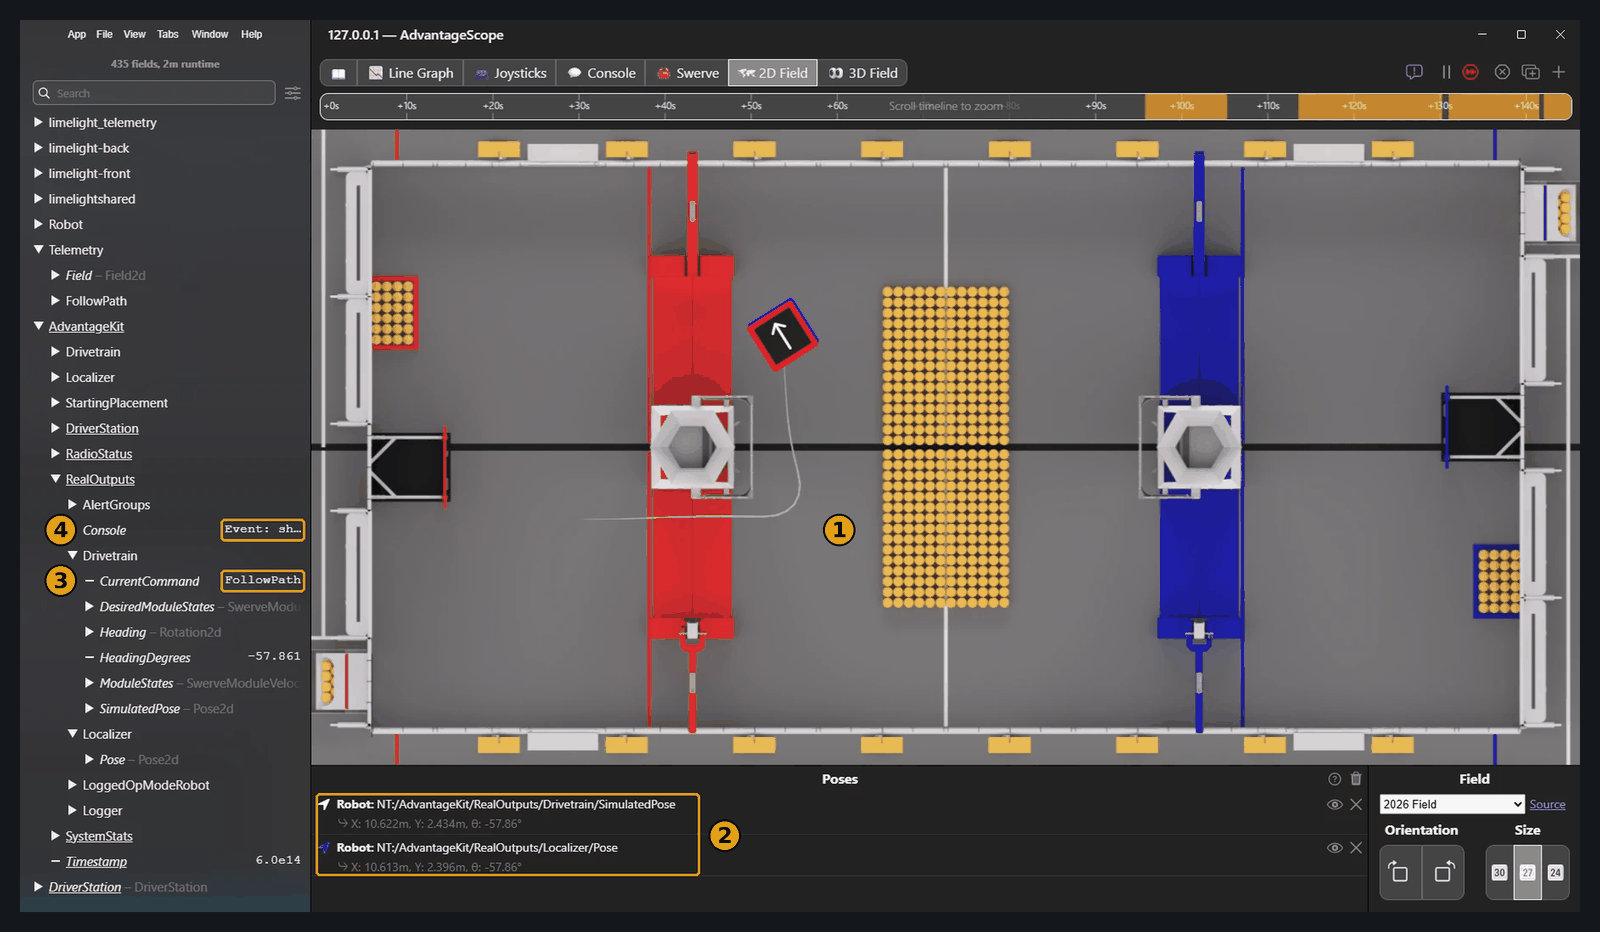 App File View Tabs Window Help
127.0.0.1 — AdvantageScope
435 fields, 2m runtime
Line Graph Joysticks Console Swerve 2D Field 3D Field
Search
+0s +10s +20s +30s +40s +50s +60s Scroll timeline to zoom +80s +90s +100s +110s +120s +130s +140s
limelight_telemetry
limelight-back
limelight-front
limelightshared
Robot
Telemetry
Field – Field2d
FollowPath
AdvantageKit
Drivetrain
Localizer
StartingPlacement
DriverStation
RadioStatus
RealOutputs
AlertGroups
4 Console Event: sh…
Drivetrain
3 CurrentCommand FollowPath
DesiredModuleStates – SwerveModu
Heading – Rotation2d
HeadingDegrees -57.861
ModuleStates – SwerveModuleVeloc
SimulatedPose – Pose2d
Localizer
Pose – Pose2d
LoggedOpModeRobot
Logger
SystemStats
Timestamp 6.0e14
DriverStation – DriverStation
1
Poses
Robot: NT:/AdvantageKit/RealOutputs/Drivetrain/SimulatedPose
X: 10.622m, Y: 2.434m, θ: -57.86°
2
Robot: NT:/AdvantageKit/RealOutputs/Localizer/Pose
X: 10.613m, Y: 2.396m, θ: -57.86°
Field
2026 Field Source
Orientation Size
30 27 24